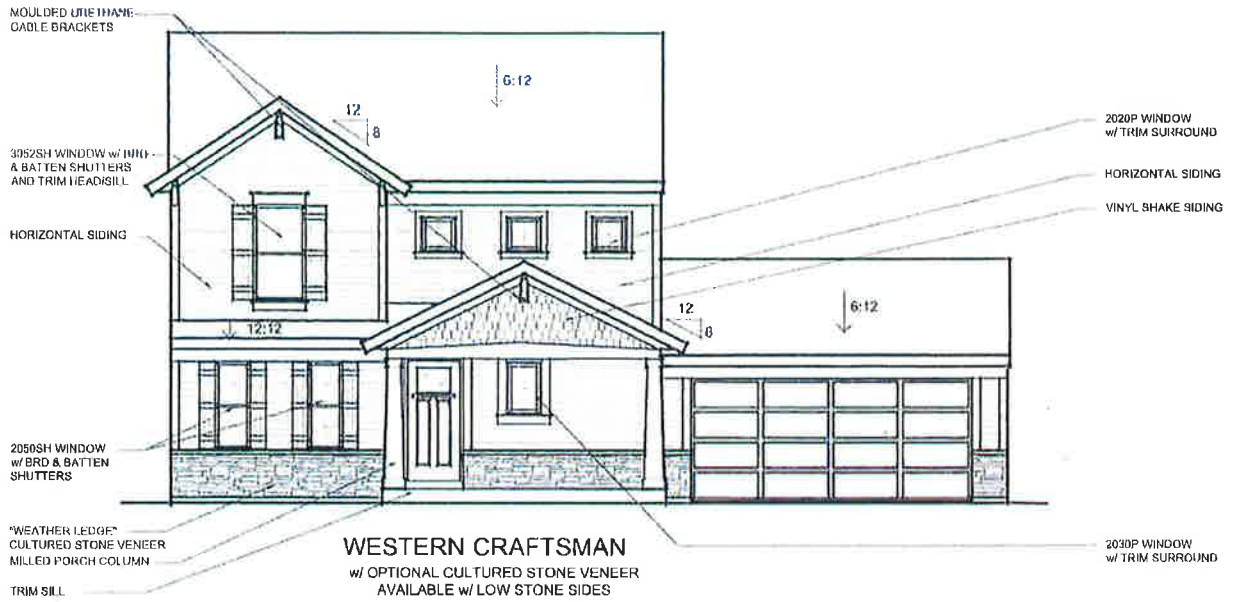 MOULDED URETHANE
GABLE BRACKETS
6:12
12
8
2020P WINDOW
w/ TRIM SURROUND
3052SH WINDOW w/ BRD
& BATTEN SHUTTERS
AND TRIM HEAD/SILL
HORIZONTAL SIDING
VINYL SHAKE SIDING
HORIZONTAL SIDING
12:12
12
8
6:12
2050SH WINDOW
w/ BRD & BATTEN
SHUTTERS
"WEATHER LEDGE"
CULTURED STONE VENEER
MILLED PORCH COLUMN
TRIM SILL
WESTERN CRAFTSMAN
w/ OPTIONAL CULTURED STONE VENEER
AVAILABLE w/ LOW STONE SIDES
2030P WINDOW
w/ TRIM SURROUND